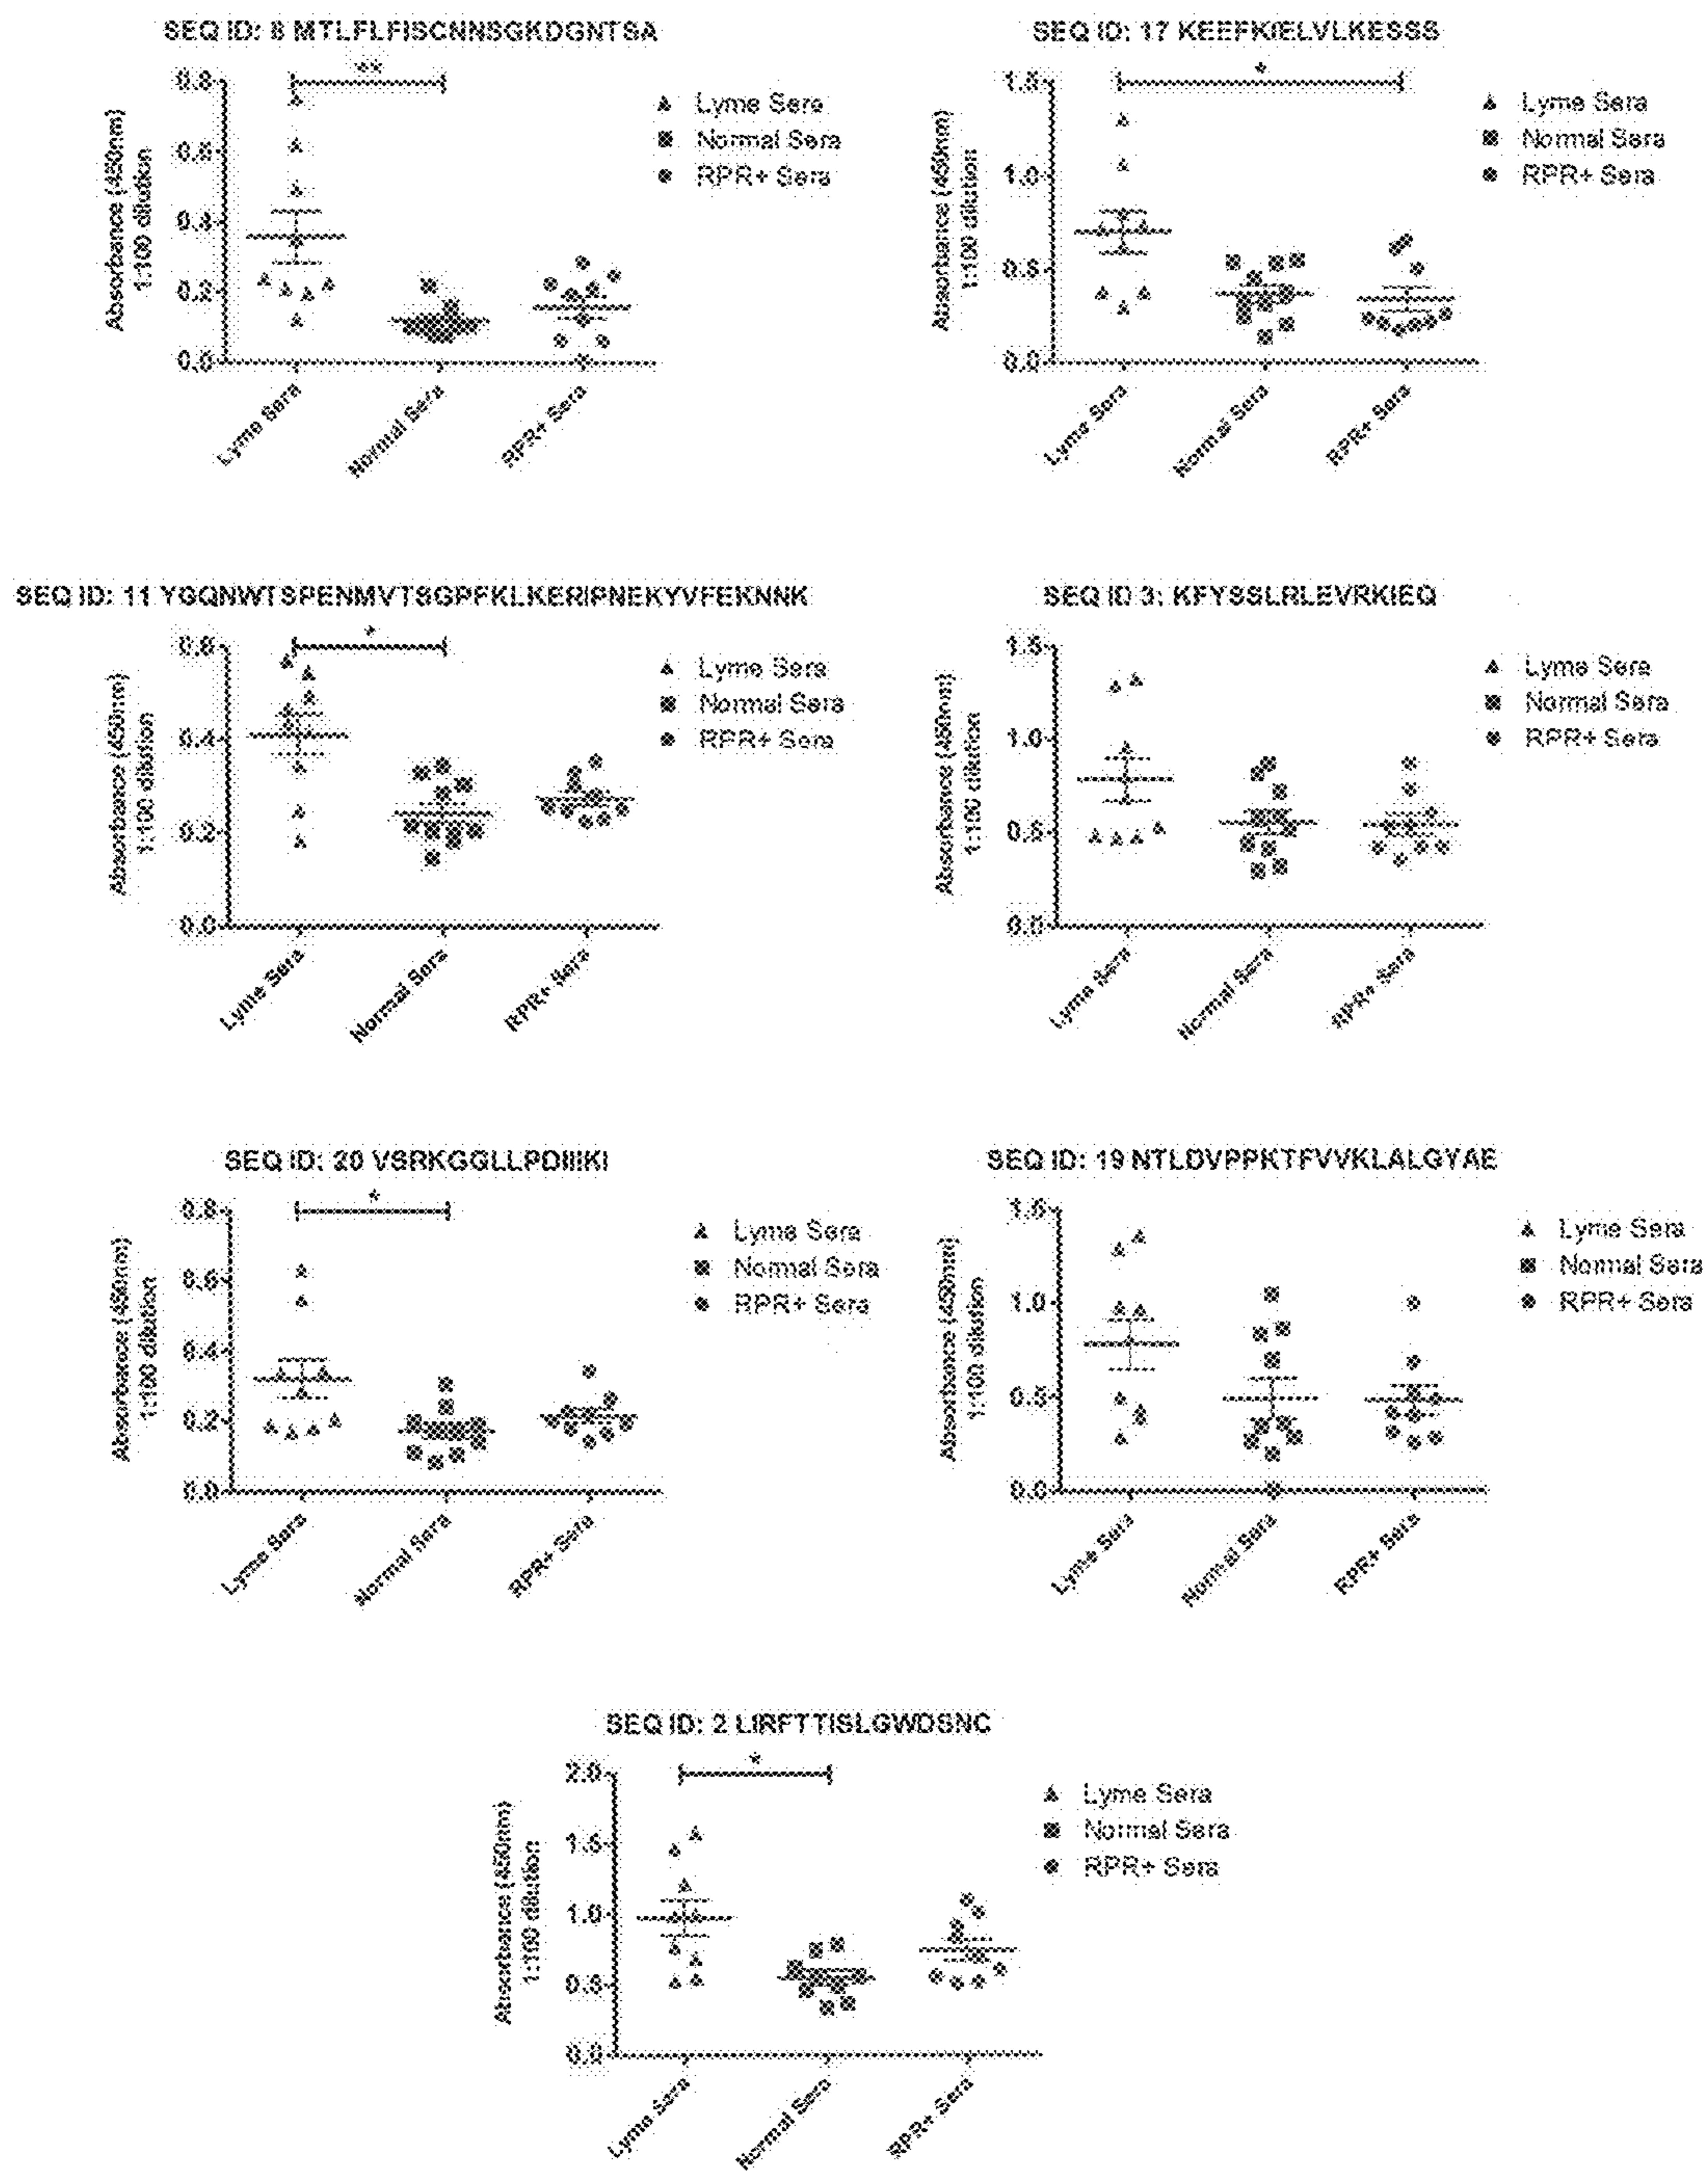 SEQ ID: 8 MTLFLFISCNNSGKDGNTSA
**
0.8
0.6
0.4
0.2
0.0
Absorbance (450nm)
1:100 dilution
Lyme Sera
Normal Sera
RPR+ Sera
Lyme Sera
Normal Sera
RPR+ Sera
SEQ ID: 17 KEEFKIELVLKESSS
*
1.5
1.0
0.5
0.0
Absorbance (450nm)
1:100 dilution
Lyme Sera
Normal Sera
RPR+ Sera
Lyme Sera
Normal Sera
RPR+ Sera
SEQ ID: 11 YGQNWTSPENMVTSGPFKLKERIPNEKYVFEKNNK
*
0.6
0.4
0.2
0.0
Absorbance (450nm)
1:100 dilution
Lyme Sera
Normal Sera
RPR+ Sera
Lyme Sera
Normal Sera
RPR+ Sera
SEQ ID 3: KFYSSLRLEVRKIEQ
1.5
1.0
0.5
0.0
Absorbance (450nm)
1:100 dilution
Lyme Sera
Normal Sera
RPR+ Sera
Lyme Sera
Normal Sera
RPR+ Sera
SEQ ID: 20 VSRKGGLLPDIIIKI
*
0.8
0.6
0.4
0.2
0.0
Absorbance (450nm)
1:100 dilution
Lyme Sera
Normal Sera
RPR+ Sera
Lyme Sera
Normal Sera
RPR+ Sera
SEQ ID: 19 NTLDVPPKTFVVKLALGYAE
1.5
1.0
0.5
0.0
Absorbance (450nm)
1:100 dilution
Lyme Sera
Normal Sera
RPR+ Sera
Lyme Sera
Normal Sera
RPR+ Sera
SEQ ID: 2 LIRFTTISLGWDSNC
*
2.0
1.5
1.0
0.5
0.0
Absorbance (450nm)
1:100 dilution
Lyme Sera
Normal Sera
RPR+ Sera
Lyme Sera
Normal Sera
RPR+ Sera